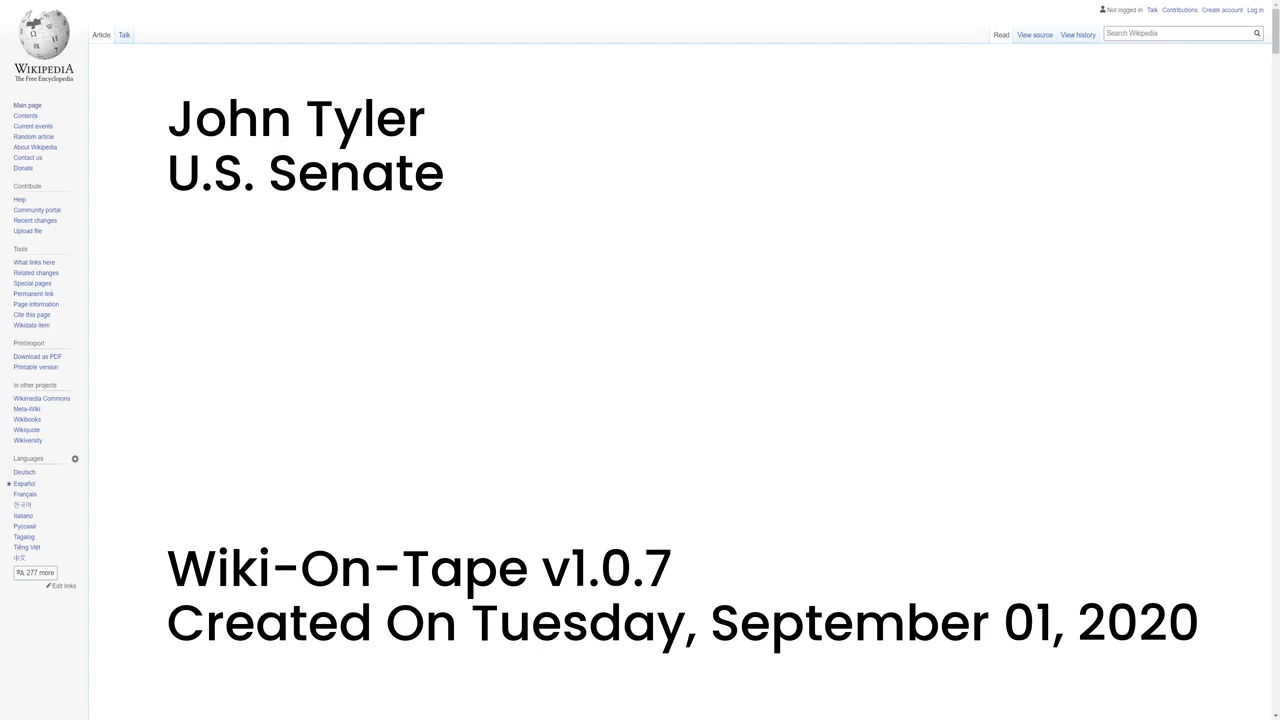 Not logged in Talk Contributions Create account Log in
Article Talk
Read View source View history Search Wikipedia
WIKIPEDIA
The Free Encyclopedia
Main page
Contents
Current events
Random article
About Wikipedia
Contact us
Donate
Contribute
Help
Community portal
Recent changes
Upload file
Tools
What links here
Related changes
Special pages
Permanent link
Page information
Cite this page
Wikidata item
Print/export
Download as PDF
Printable version
In other projects
Wikimedia Commons
Meta-Wiki
Wikibooks
Wikiquote
Wikiversity
Languages
Deutsch
Español
Français
한국어
Italiano
Русский
Tagalog
Tiếng Việt
中文
277 more
Edit links
John Tyler
U.S. Senate
Wiki-On-Tape v1.0.7
Created On Tuesday, September 01, 2020